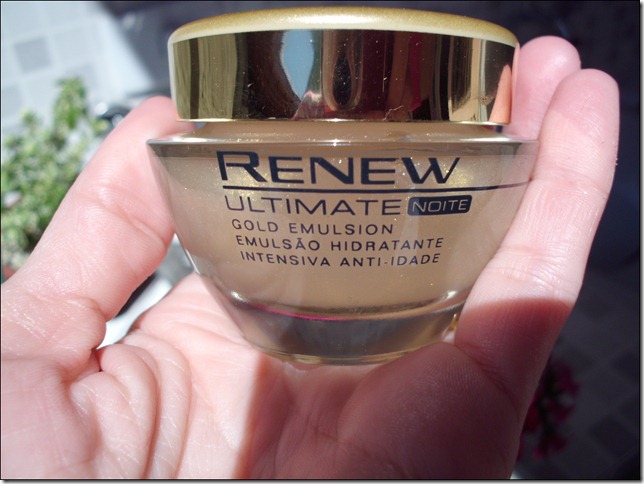 RENEW
ULTIMATE NOITE
GOLD EMULSION
EMULSÃO HIDRATANTE
INTENSIVA ANTI-IDADE